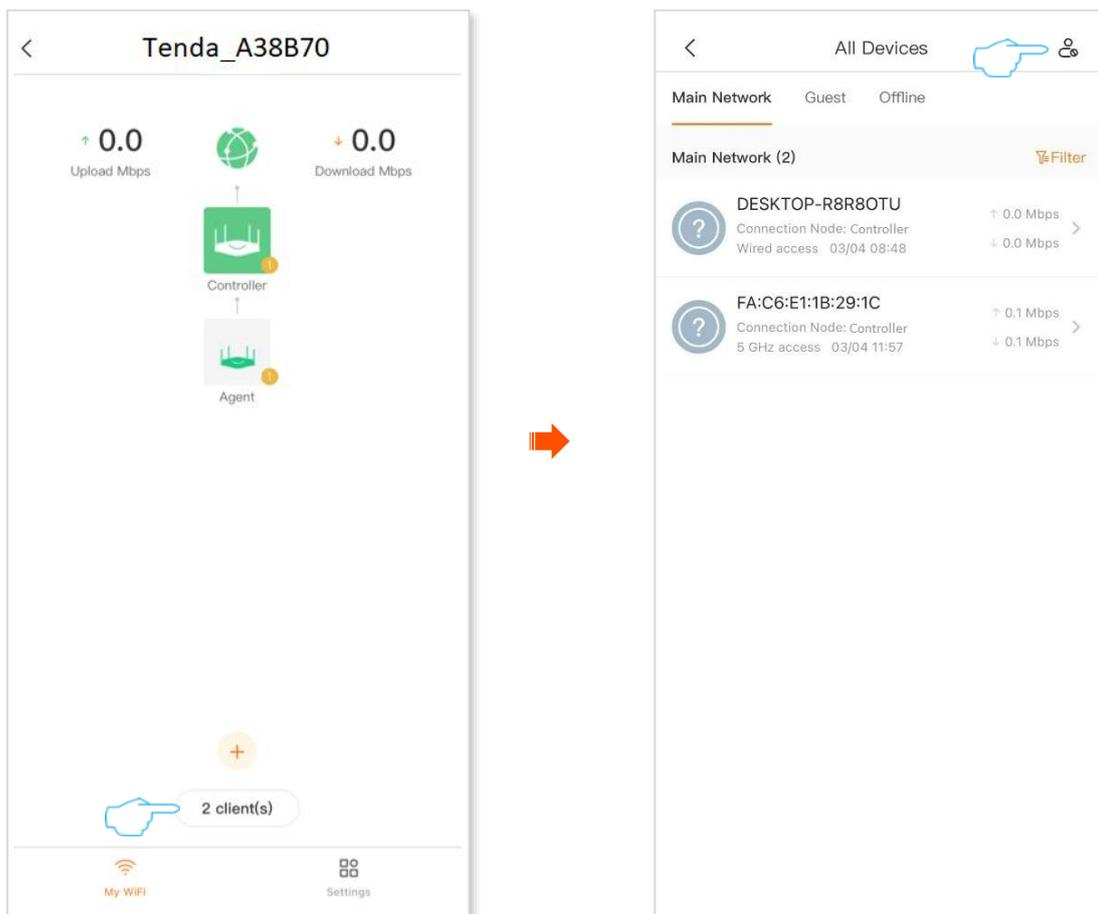 Tenda_A38B70
↑ 0.0
Upload Mbps
↓ 0.0
Download Mbps
1
Controller
1
Agent
+
2 client(s)
My WiFi
Settings
All Devices
Main Network Guest Offline
Main Network (2) Filter
DESKTOP-R8R8OTU
Connection Node: Controller
Wired access 03/04 08:48
↑ 0.0 Mbps
↓ 0.0 Mbps
FA:C6:E1:1B:29:1C
Connection Node: Controller
5 GHz access 03/04 11:57
↑ 0.1 Mbps
↓ 0.1 Mbps